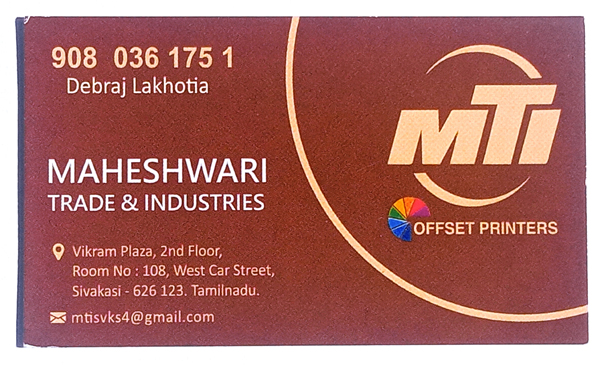 908 036 175 1
Debraj Lakhotia
MAHESHWARI
TRADE & INDUSTRIES
Vikram Plaza, 2nd Floor,
Room No : 108, West Car Street,
Sivakasi - 626 123. Tamilnadu.
mtisvks4@gmail.com
MTI
OFFSET PRINTERS